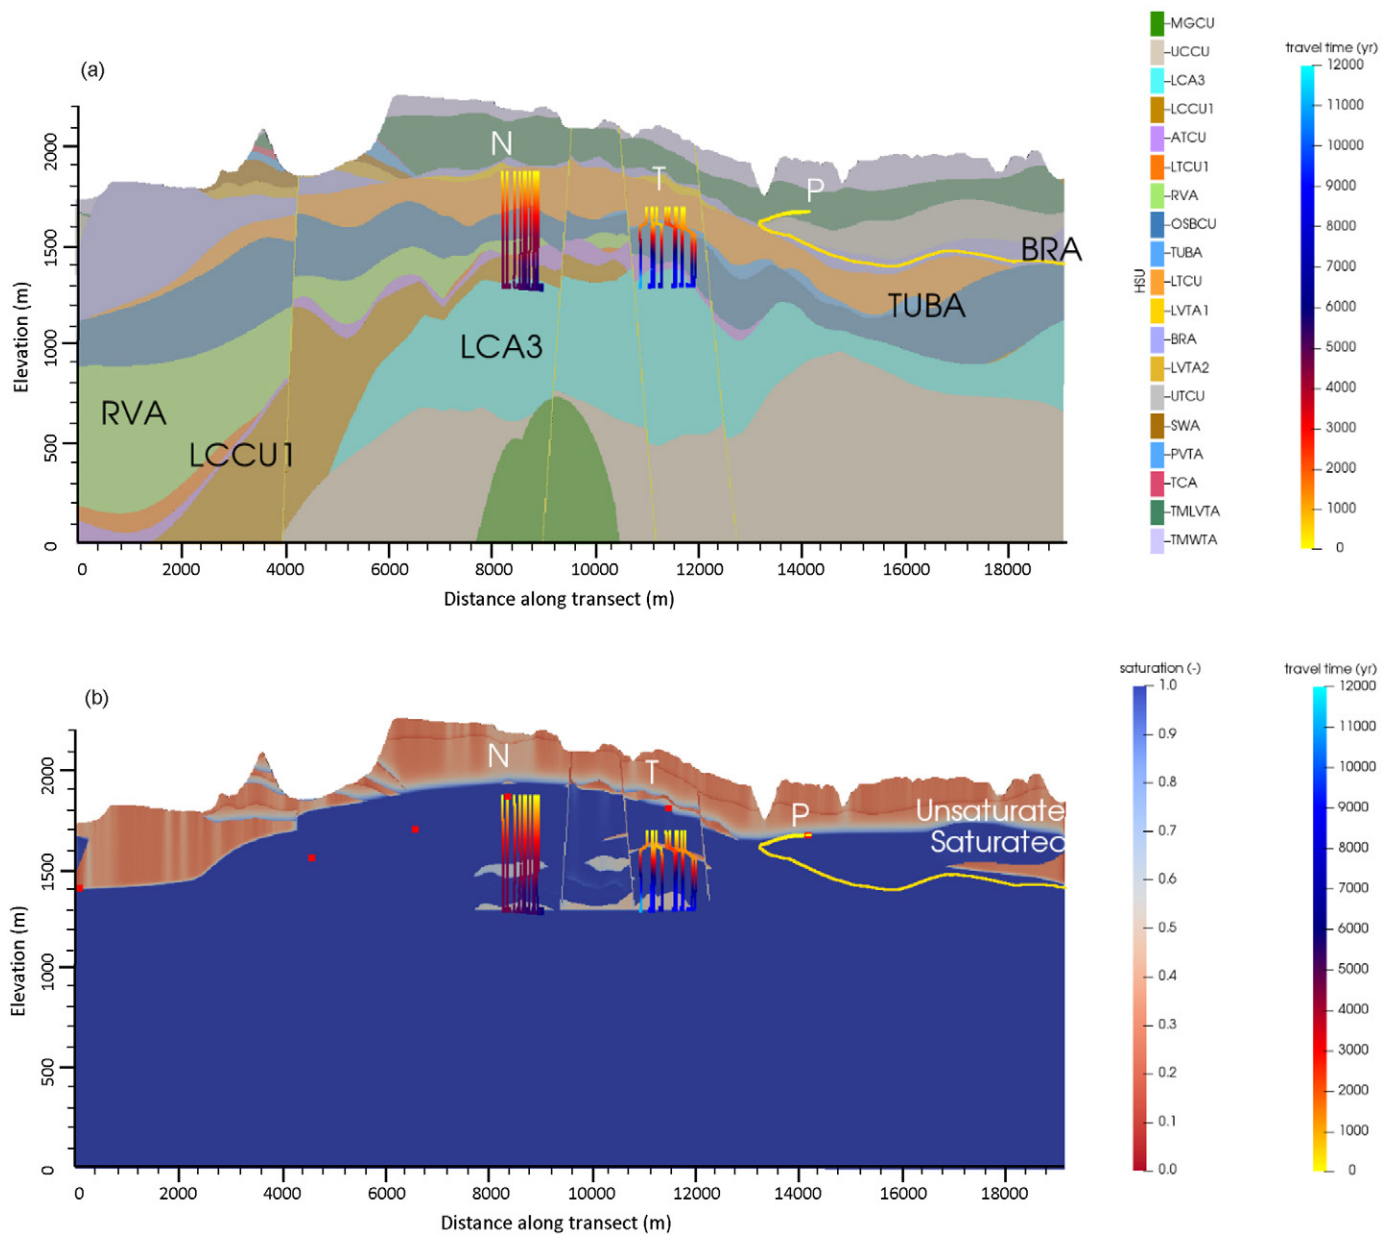 (a)
N
T
P
BRA
TUBA
LCA3
RVA
LCCU1
Elevation (m)
2000
1500
1000
500
0
0 2000 4000 6000 8000 10000 12000 14000 16000 18000
Distance along transect (m)
HSU
MGCU
UCCU
LCA3
LCCU1
ATCU
LTCU1
RVA
OSBCU
TUBA
LTCU
LVTA1
BRA
LVTA2
UTCU
SWA
PVTA
TCA
TMLVTA
TMWTA
travel time (yr)
12000
11000
10000
9000
8000
7000
6000
5000
4000
3000
2000
1000
0
(b)
N
T
P
Unsaturate
Saturated
Elevation (m)
2000
1500
1000
500
0
0 2000 4000 6000 8000 10000 12000 14000 16000 18000
Distance along transect (m)
saturation (-)
1.0
0.9
0.8
0.7
0.6
0.5
0.4
0.3
0.2
0.1
0.0
travel time (yr)
12000
11000
10000
9000
8000
7000
6000
5000
4000
3000
2000
1000
0